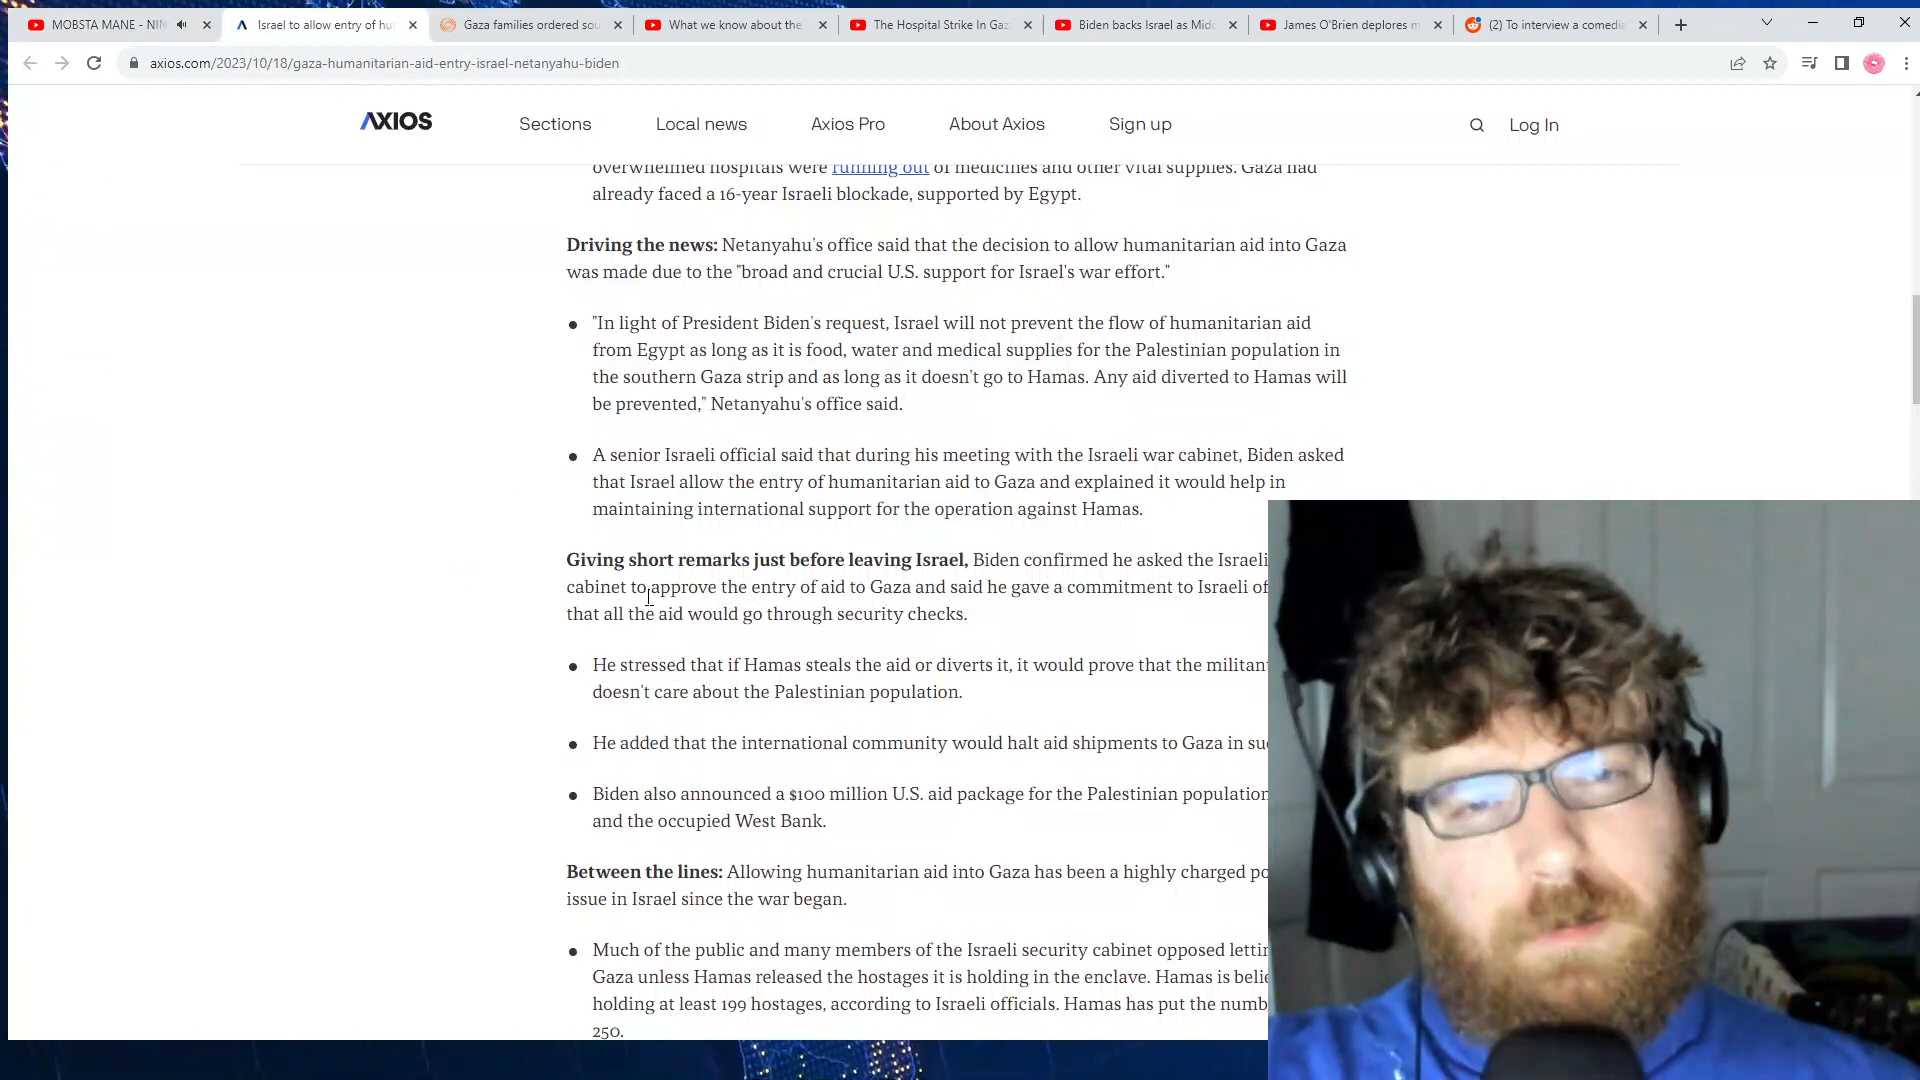 MOBSTA MANE - NIN
Israel to allow entry of hu
Gaza families ordered sou
What we know about the
The Hospital Strike In Gaz
Biden backs Israel as Midd
James O'Brien deplores m
(2) To interview a comedia
axios.com/2023/10/18/gaza-humanitarian-aid-entry-israel-netanyahu-biden
AXIOS
Sections
Local news
Axios Pro
About Axios
Sign up
Log In
overwhelmed hospitals were running out of medicines and other vital supplies. Gaza had
already faced a 16-year Israeli blockade, supported by Egypt.
Driving the news: Netanyahu's office said that the decision to allow humanitarian aid into Gaza
was made due to the "broad and crucial U.S. support for Israel's war effort."
• "In light of President Biden's request, Israel will not prevent the flow of humanitarian aid
from Egypt as long as it is food, water and medical supplies for the Palestinian population in
the southern Gaza strip and as long as it doesn't go to Hamas. Any aid diverted to Hamas will
be prevented," Netanyahu's office said.
• A senior Israeli official said that during his meeting with the Israeli war cabinet, Biden asked
that Israel allow the entry of humanitarian aid to Gaza and explained it would help in
maintaining international support for the operation against Hamas.
Giving short remarks just before leaving Israel, Biden confirmed he asked the Israeli
cabinet to approve the entry of aid to Gaza and said he gave a commitment to Israeli of
that all the aid would go through security checks.
• He stressed that if Hamas steals the aid or diverts it, it would prove that the militant
doesn't care about the Palestinian population.
• He added that the international community would halt aid shipments to Gaza in su
• Biden also announced a $100 million U.S. aid package for the Palestinian population
and the occupied West Bank.
Between the lines: Allowing humanitarian aid into Gaza has been a highly charged po
issue in Israel since the war began.
• Much of the public and many members of the Israeli security cabinet opposed lettin
Gaza unless Hamas released the hostages it is holding in the enclave. Hamas is belie
holding at least 199 hostages, according to Israeli officials. Hamas has put the numb
250.